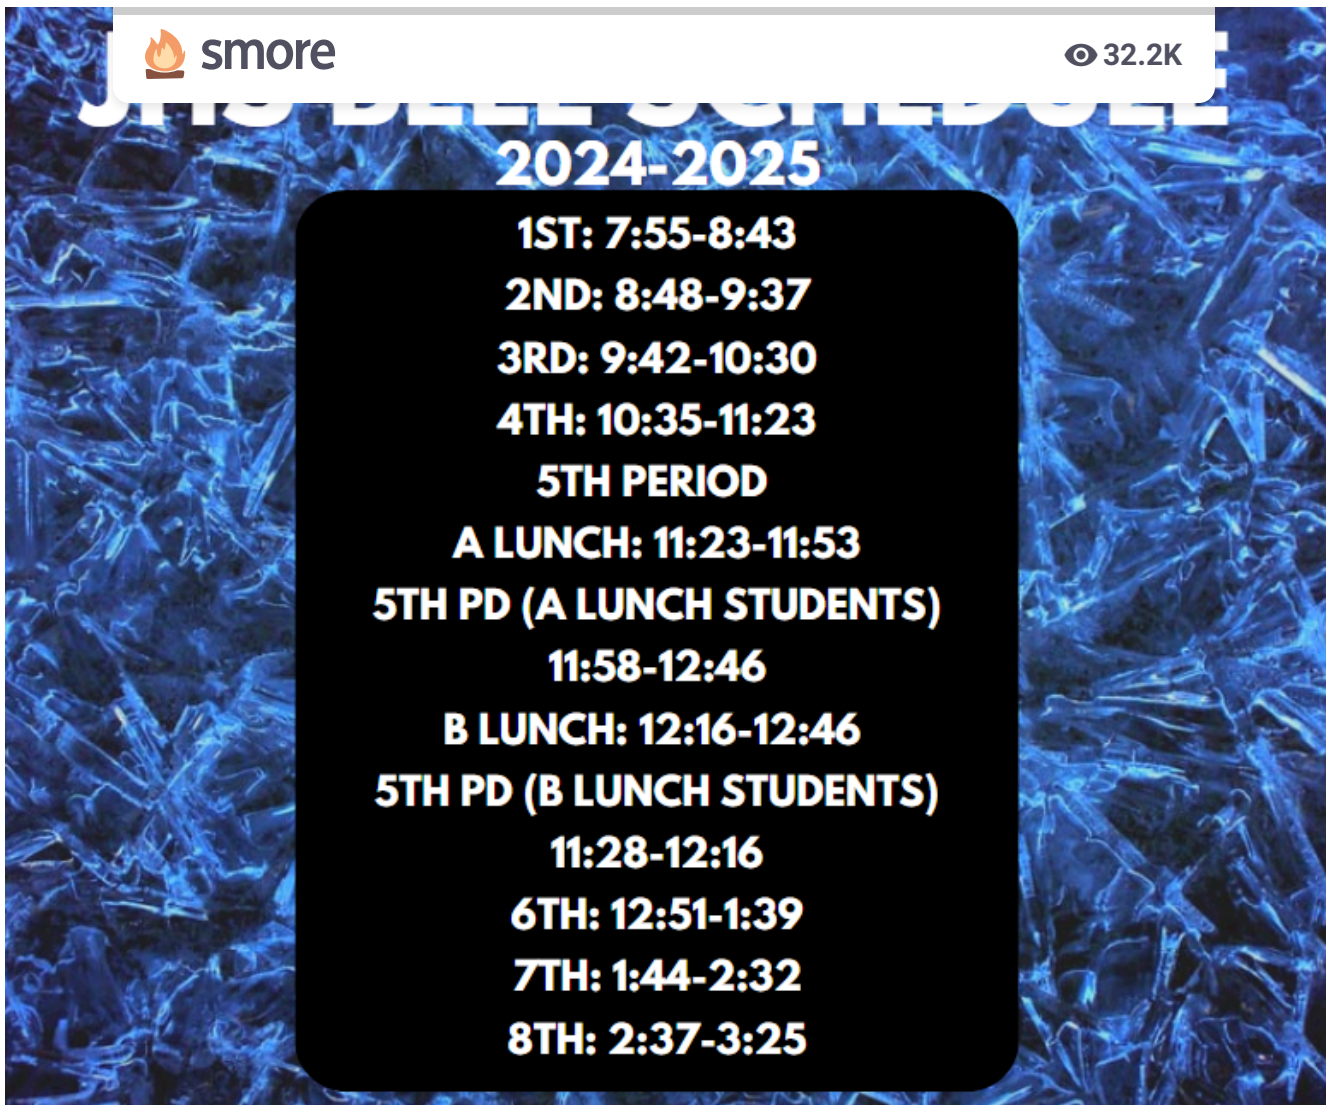 smore
32.2K
JHS BELL SCHEDULE
2024-2025
1ST: 7:55-8:43
2ND: 8:48-9:37
3RD: 9:42-10:30
4TH: 10:35-11:23
5TH PERIOD
A LUNCH: 11:23-11:53
5TH PD (A LUNCH STUDENTS)
11:58-12:46
B LUNCH: 12:16-12:46
5TH PD (B LUNCH STUDENTS)
11:28-12:16
6TH: 12:51-1:39
7TH: 1:44-2:32
8TH: 2:37-3:25